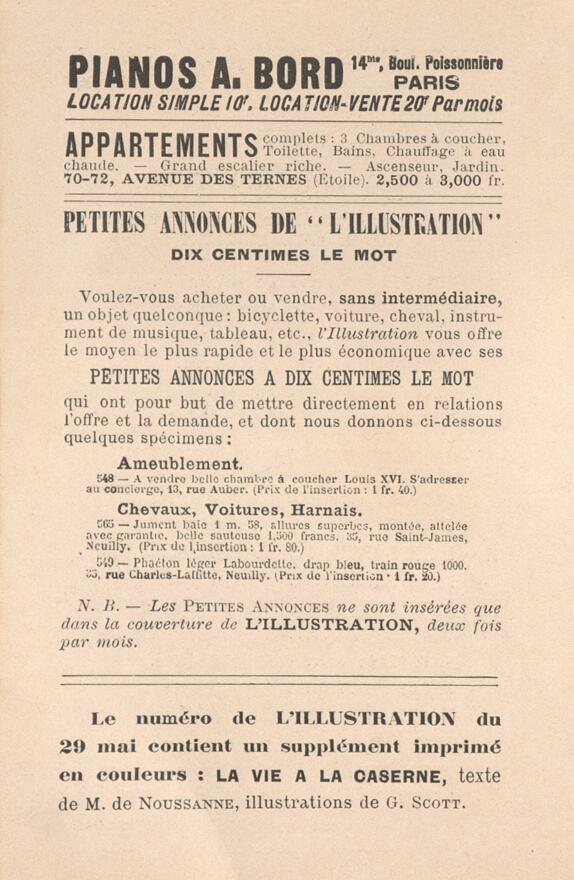 PIANOS A. BORD 14bis, Boul. Poissonnière
PARIS
LOCATION SIMPLE 10f. LOCATION-VENTE 20f Par mois
APPARTEMENTS complets : 3 Chambres à coucher,
Toilette, Bains, Chauffage à eau
chaude. — Grand escalier riche. — Ascenseur, Jardin.
70-72, AVENUE DES TERNES (Etoile). 2,500 à 3,000 fr.
PETITES ANNONCES DE "L'ILLUSTRATION"
DIX CENTIMES LE MOT
Voulez-vous acheter ou vendre, sans intermédiaire,
un objet quelconque : bicyclette, voiture, cheval, instru-
ment de musique, tableau, etc., l'Illustration vous offre
le moyen le plus rapide et le plus économique avec ses
PETITES ANNONCES A DIX CENTIMES LE MOT
qui ont pour but de mettre directement en relations
l'offre et la demande, et dont nous donnons ci-dessous
quelques spécimens :
Ameublement.
548 — A vendre belle chambre à coucher Louis XVI. S'adresser
au concierge, 13, rue Auber. (Prix de l'insertion : 1 fr. 40.)
Chevaux, Voitures, Harnais.
565 — Jument baie 1 m. 58, allures superbes, montée, attelée
avec garantie, belle sauteuse 1,500 francs. 35, rue Saint-James,
Neuilly. (Prix de l'insertion : 1 fr. 80.)
549 — Phaéton léger Labourdette, drap bleu, train rouge 1000.
35, rue Charles-Laffitte, Neuilly. (Prix de l'insertion : 1 fr. 20.)
N. B. — Les PETITES ANNONCES ne sont insérées que
dans la couverture de L'ILLUSTRATION, deux fois
par mois.
Le numéro de L'ILLUSTRATION du
29 mai contient un supplément imprimé
en couleurs : LA VIE A LA CASERNE, texte
de M. de NOUSSANNE, illustrations de G. SCOTT.